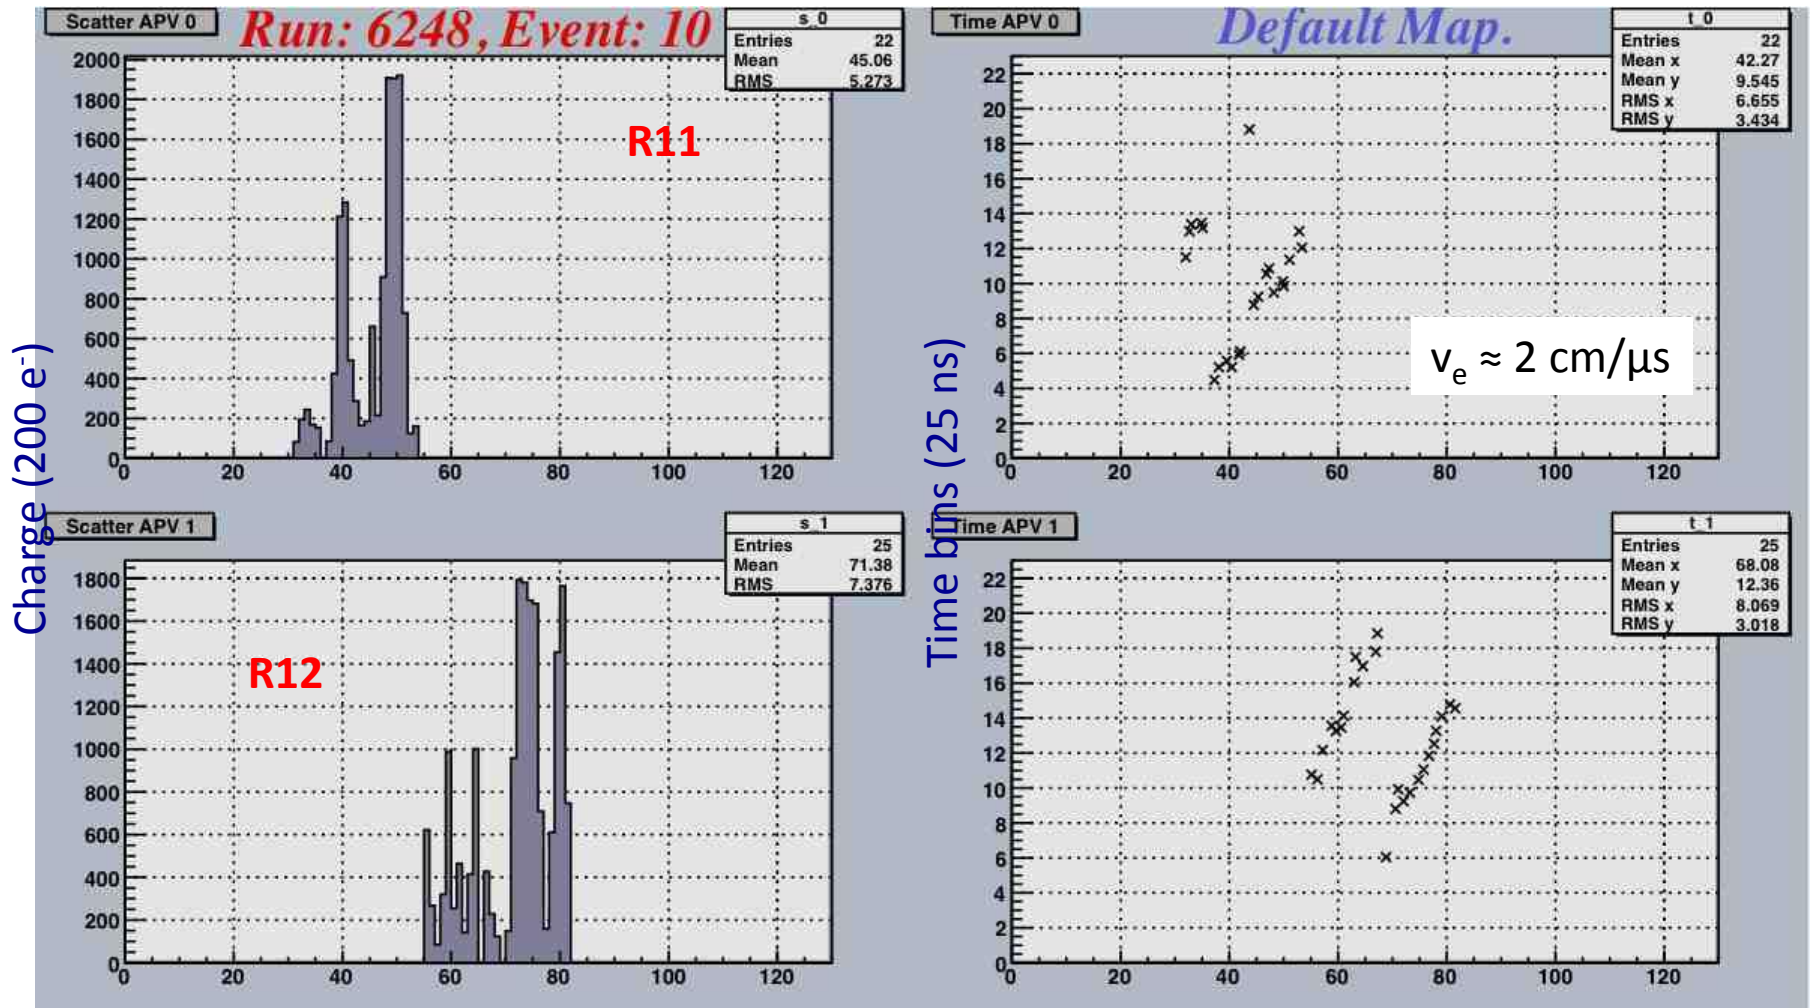 Scatter APV 0
Run: 6248, Event: 10
s_0
Entries 22
Mean 45.06
RMS 5.273
2000
1800
1600
1400
1200
1000
800
600
400
200
0
0 20 40 60 80 100 120
R11
Time APV 0
Default Map.
t_0
Entries 22
Mean x 42.27
Mean y 9.545
RMS x 6.655
RMS y 3.434
22
20
18
16
14
12
10
8
6
4
2
0
0 20 40 60 80 100 120
vₑ ≈ 2 cm/µs
Charge (200 e⁻)
Time bins (25 ns)
Scatter APV 1
s_1
Entries 25
Mean 71.38
RMS 7.376
1800
1600
1400
1200
1000
800
600
400
200
0
0 20 40 60 80 100 120
R12
Time APV 1
t_1
Entries 25
Mean x 68.08
Mean y 12.36
RMS x 8.069
RMS y 3.018
22
20
18
16
14
12
10
8
6
4
2
0
0 20 40 60 80 100 120